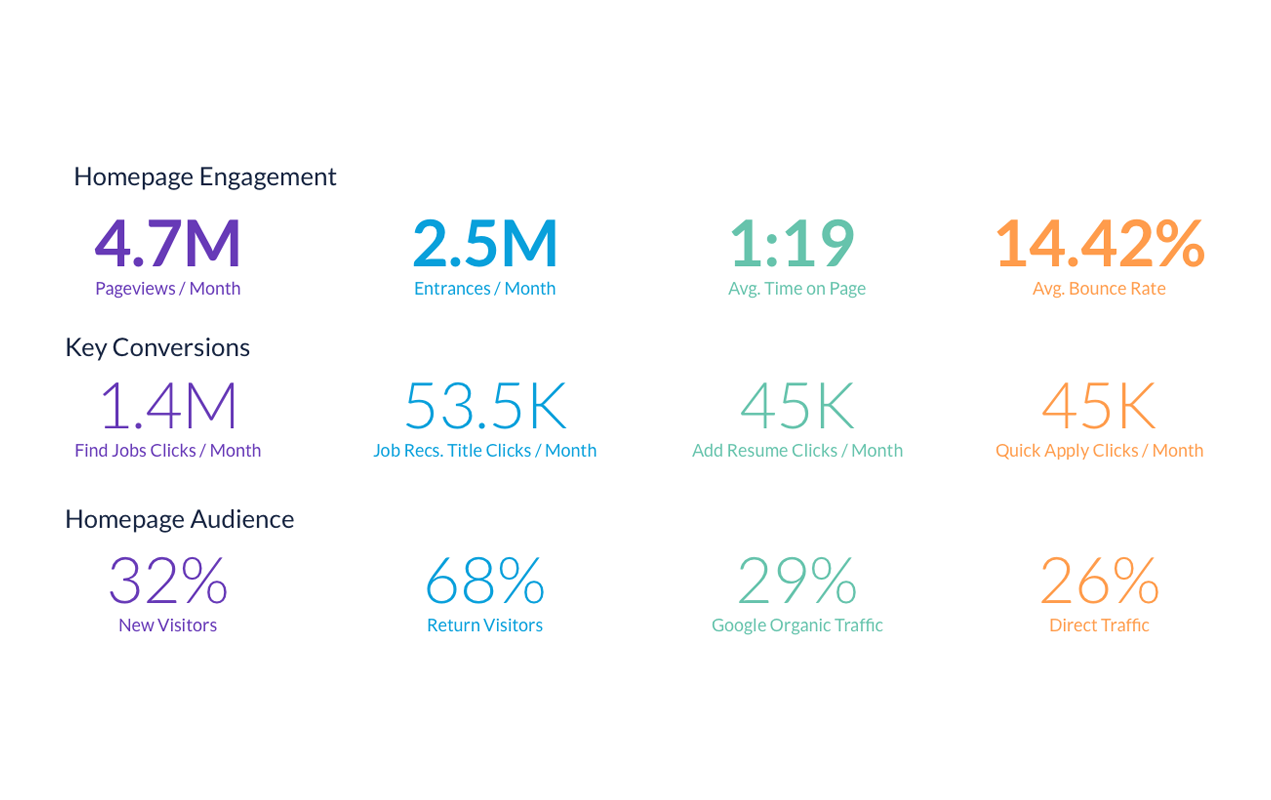 Homepage Engagement
4.7M 2.5M 1:19 14.42%
Pageviews / Month Entrances / Month Avg. Time on Page Avg. Bounce Rate
Key Conversions
1.4M 53.5K 45K 45K
Find Jobs Clicks / Month Job Recs. Title Clicks / Month Add Resume Clicks / Month Quick Apply Clicks / Month
Homepage Audience
32% 68% 29% 26%
New Visitors Return Visitors Google Organic Traffic Direct Traffic